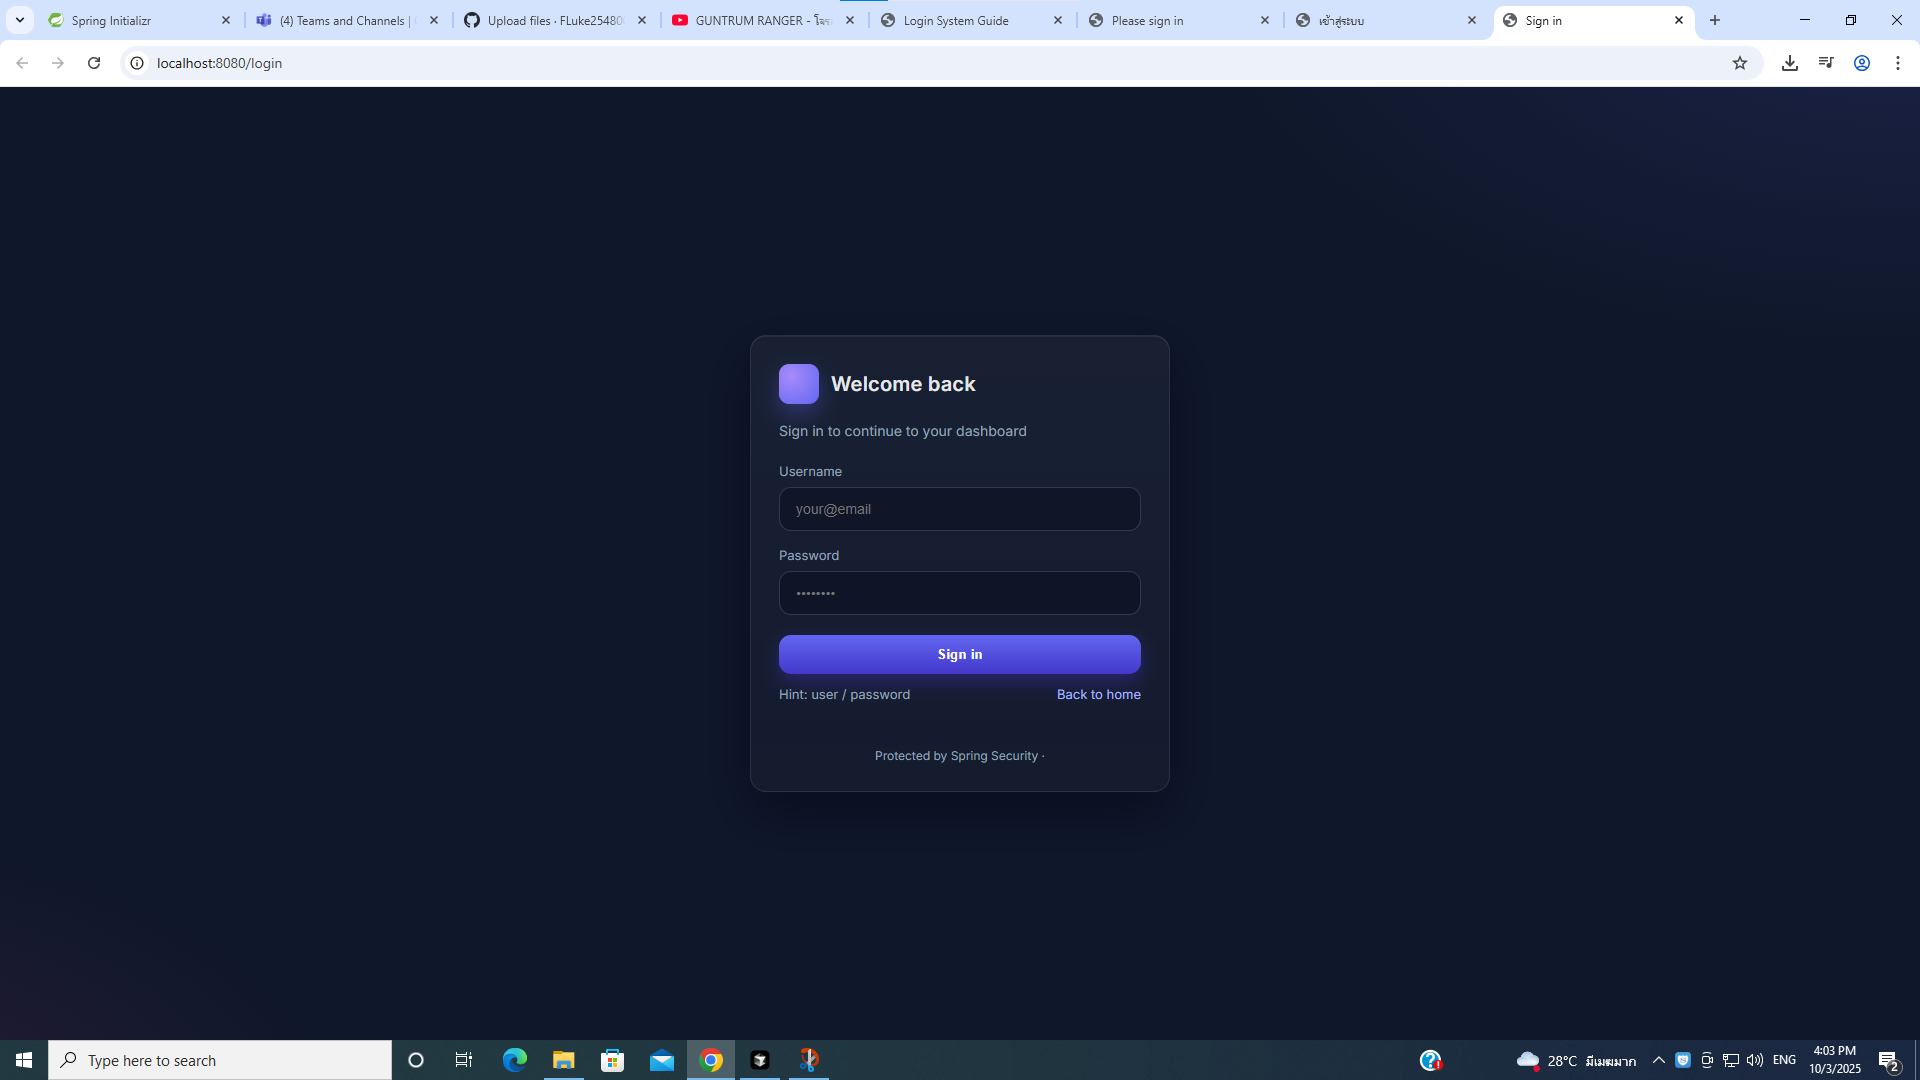 Spring Initializr
(4) Teams and Channels |
Upload files · FLuke25480
GUNTRUM RANGER - โจร
Login System Guide
Please sign in
เข้าสู่ระบบ
Sign in
localhost:8080/login
Welcome back
Sign in to continue to your dashboard
Username
your@email
Password
••••••••
Sign in
Hint: user / password
Back to home
Protected by Spring Security ·
Type here to search
28°C มีเมฆมาก
ENG
4:03 PM
10/3/2025
2